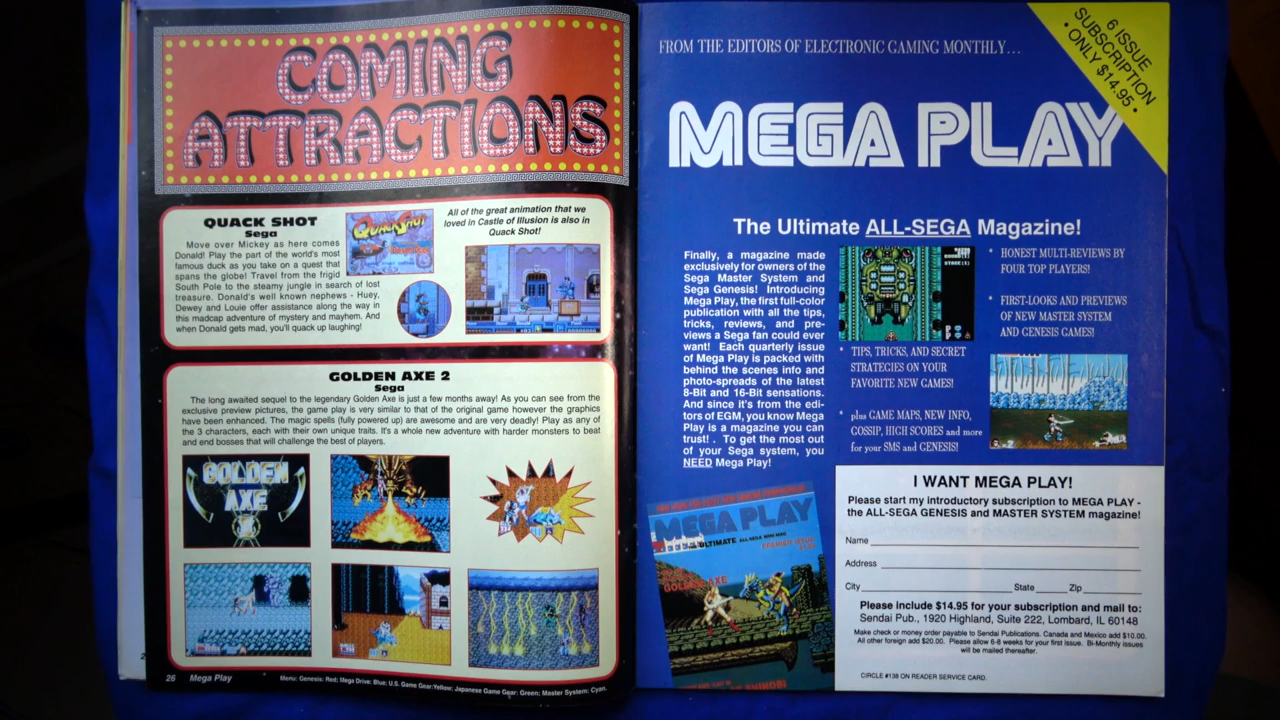 COMING
ATTRACTIONS
QUACK SHOT
Sega
Move over Mickey as here comes
Donald! Play the part of the world's most
famous duck as you take on a quest that
spans the globe! Travel from the frigid
South Pole to the steamy jungle in search of lost
treasure. Donald's well known nephews - Huey,
Dewey and Louie offer assistance along the way in
this madcap adventure of mystery and mayhem. And
when Donald gets mad, you'll quack up laughing!
QUACKSHOT
All of the great animation that we
loved in Castle of Illusion is also in
Quack Shot!
GOLDEN AXE 2
Sega
The long awaited sequel to the legendary Golden Axe is just a few months away! As you can see from the
exclusive preview pictures, the game play is very similar to that of the original game however the graphics
have been enhanced. The magic spells (fully powered up) are awesome and are very deadly! Play as any of
the 3 characters, each with their own unique traits. It's a whole new adventure with harder monsters to beat
and end bosses that will challenge the best of players.
GOLDEN
AXE
26 Mega Play
Menu: Genesis: Red; Mega Drive: Blue; U.S. Game Gear:Yellow; Japanese Game Gear: Green; Master System: Cyan.
FROM THE EDITORS OF ELECTRONIC GAMING MONTHLY...
6 ISSUE
SUBSCRIPTION
• ONLY $14.95 •
MEGA PLAY
The Ultimate ALL-SEGA Magazine!
Finally, a magazine made
exclusively for owners of the
Sega Master System and
Sega Genesis! Introducing
Mega Play, the first full-color
publication with all the tips,
tricks, reviews, and pre-
views a Sega fan could ever
want! Each quarterly issue
of Mega Play is packed with
behind the scenes info and
photo-spreads of the latest
8-Bit and 16-Bit sensations.
And since it's from the edi-
tors of EGM, you know Mega
Play is a magazine you can
trust! . To get the most out
of your Sega system, you
NEED Mega Play!
* HONEST MULTI-REVIEWS BY
FOUR TOP PLAYERS!
* FIRST-LOOKS AND PREVIEWS
OF NEW MASTER SYSTEM
AND GENESIS GAMES!
* TIPS, TRICKS, AND SECRET
STRATEGIES ON YOUR
FAVORITE NEW GAMES!
* plus GAME MAPS, NEW INFO,
GOSSIP, HIGH SCORES and more
for your SMS and GENESIS!
MEGA PLAY
ULTIMATE ALL-SEGA
PREMIER ISSUE
GOLDEN AXE
I WANT MEGA PLAY!
Please start my introductory subscription to MEGA PLAY -
the ALL-SEGA GENESIS and MASTER SYSTEM magazine!
Name
Address
City State Zip
Please include $14.95 for your subscription and mail to:
Sendai Pub., 1920 Highland, Suite 222, Lombard, IL 60148
Make check or money order payable to Sendai Publications. Canada and Mexico add $10.00.
All other foreign add $20.00. Please allow 6-8 weeks for your first issue. Bi-Monthly issues
will be mailed thereafter.
CIRCLE #138 ON READER SERVICE CARD.